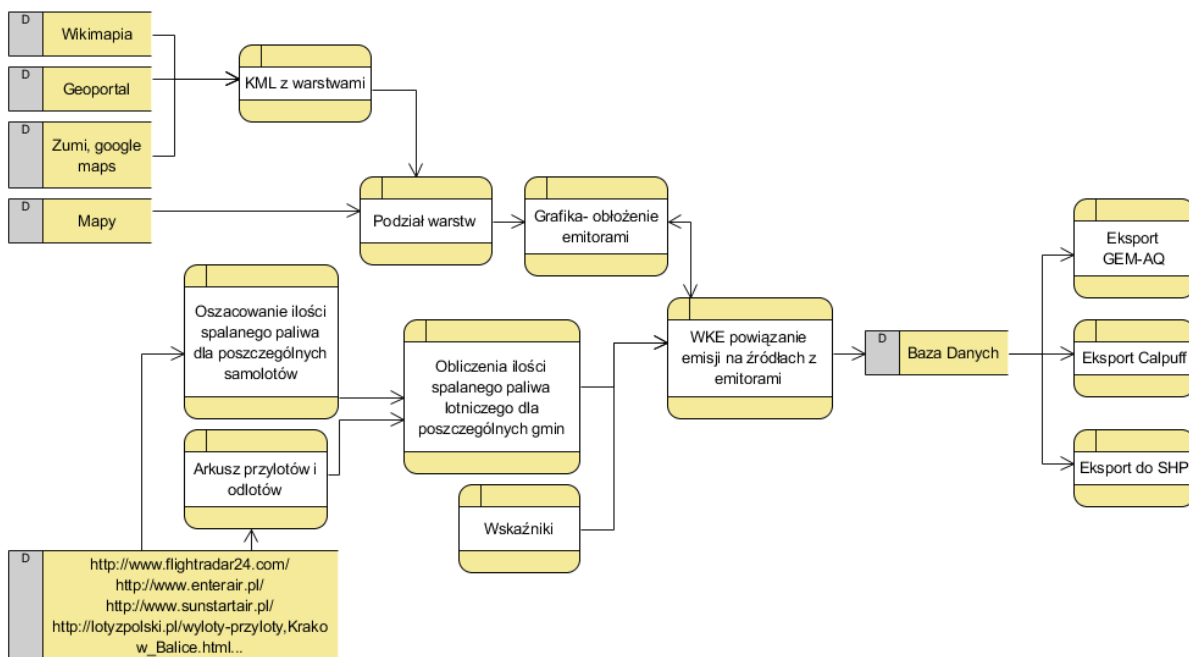 D
Wikimapia
D
Geoportal
D
Zumi, google
maps
D
Mapy
KML z warstwami
Podział warstw
Grafika- obłożenie
emitorami
Oszacowanie ilości
spalanego paliwa
dla poszczególnych
samolotów
Arkusz przylotów i
odlotów
Obliczenia ilości
spalanego paliwa
lotniczego dla
poszczególnych gmin
Wskaźniki
WKE powiązanie
emisji na źródłach z
emitorami
D
Baza Danych
Eksport
GEM-AQ
Eksport Calpuff
Eksport do SHP
D
http://www.flightradar24.com/
http://www.enterair.pl/
http://www.sunstartair.pl/
http://lotyzpolski.pl/wyloty-przyloty,Krako
w_Balice.html...